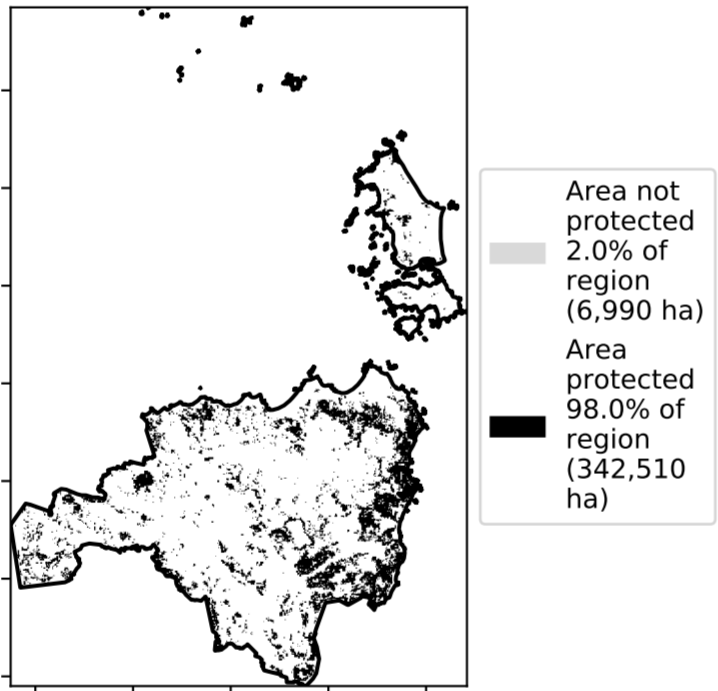 Area not
protected
2.0% of
region
(6,990 ha)
Area
protected
98.0% of
region
(342,510
ha)